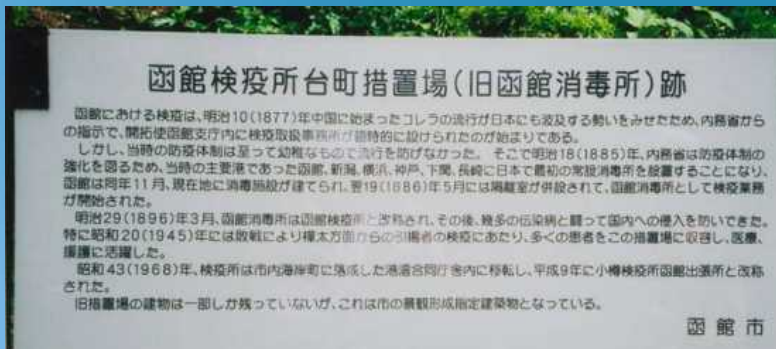 函館検疫所台町措置場(旧函館消毒所)跡
函館における検疫は、明治10(1877)年中国に始まったコレラの流行が日本にも波及する勢いをみせたため、内務省から
の指示で、開拓使函館支庁内に検疫取扱事務所が臨時的に設けられたのが始まりである。
しかし、当時の防疫体制は至って幼稚なもので流行を防げなかった。そこで明治18(1885)年、内務省は防疫体制の
強化を図るため、当時の主要港であった函館、新潟、横浜、神戸、下関、長崎に日本で最初の常設消毒所を設置することになり、
函館は同年11月、現在地に消毒施設が建てられ、翌19(1886)年5月には隔離室が併設されて、函館消毒所として検疫業務
が開始された。
明治29(1896)年3月、函館消毒所は函館検疫所と改称され、その後、幾多の伝染病と闘って国内への侵入を防いできた。
特に昭和20(1945)年には敗戦により樺太方面からの引揚者の検疫にあたり、多くの患者をこの措置場に収容し、医療、
援護に活躍した。
昭和43(1968)年、検疫所は市内海岸町に落成した港湾合同庁舎内に移転し、平成9年に小樽検疫所函館出張所と改称
された。
旧措置場の建物は一部しか残っていないが、これは市の景観形成指定建築物となっている。
函館市